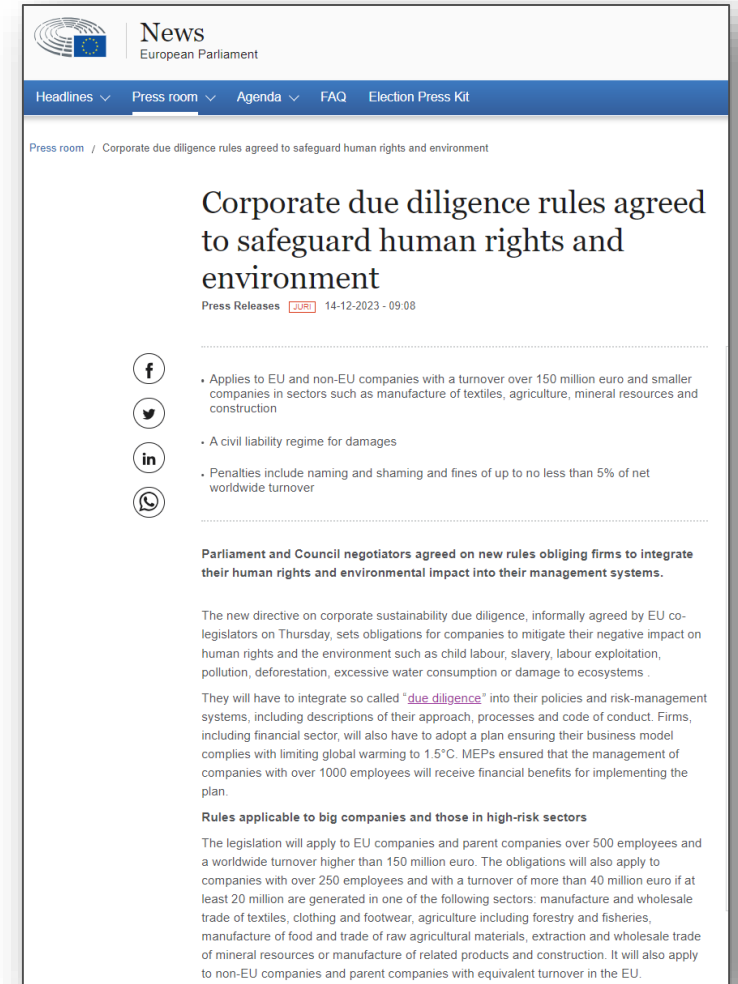 News
European Parliament
Headlines Press room Agenda FAQ Election Press Kit
Press room / Corporate due diligence rules agreed to safeguard human rights and environment
Corporate due diligence rules agreed
to safeguard human rights and
environment
Press Releases JURI 14-12-2023 - 09:08
• Applies to EU and non-EU companies with a turnover over 150 million euro and smaller
companies in sectors such as manufacture of textiles, agriculture, mineral resources and
construction
• A civil liability regime for damages
• Penalties include naming and shaming and fines of up to no less than 5% of net
worldwide turnover
Parliament and Council negotiators agreed on new rules obliging firms to integrate
their human rights and environmental impact into their management systems.
The new directive on corporate sustainability due diligence, informally agreed by EU co-
legislators on Thursday, sets obligations for companies to mitigate their negative impact on
human rights and the environment such as child labour, slavery, labour exploitation,
pollution, deforestation, excessive water consumption or damage to ecosystems .
They will have to integrate so called “due diligence” into their policies and risk-management
systems, including descriptions of their approach, processes and code of conduct. Firms,
including financial sector, will also have to adopt a plan ensuring their business model
complies with limiting global warming to 1.5°C. MEPs ensured that the management of
companies with over 1000 employees will receive financial benefits for implementing the
plan.
Rules applicable to big companies and those in high-risk sectors
The legislation will apply to EU companies and parent companies over 500 employees and
a worldwide turnover higher than 150 million euro. The obligations will also apply to
companies with over 250 employees and with a turnover of more than 40 million euro if at
least 20 million are generated in one of the following sectors: manufacture and wholesale
trade of textiles, clothing and footwear, agriculture including forestry and fisheries,
manufacture of food and trade of raw agricultural materials, extraction and wholesale trade
of mineral resources or manufacture of related products and construction. It will also apply
to non-EU companies and parent companies with equivalent turnover in the EU.